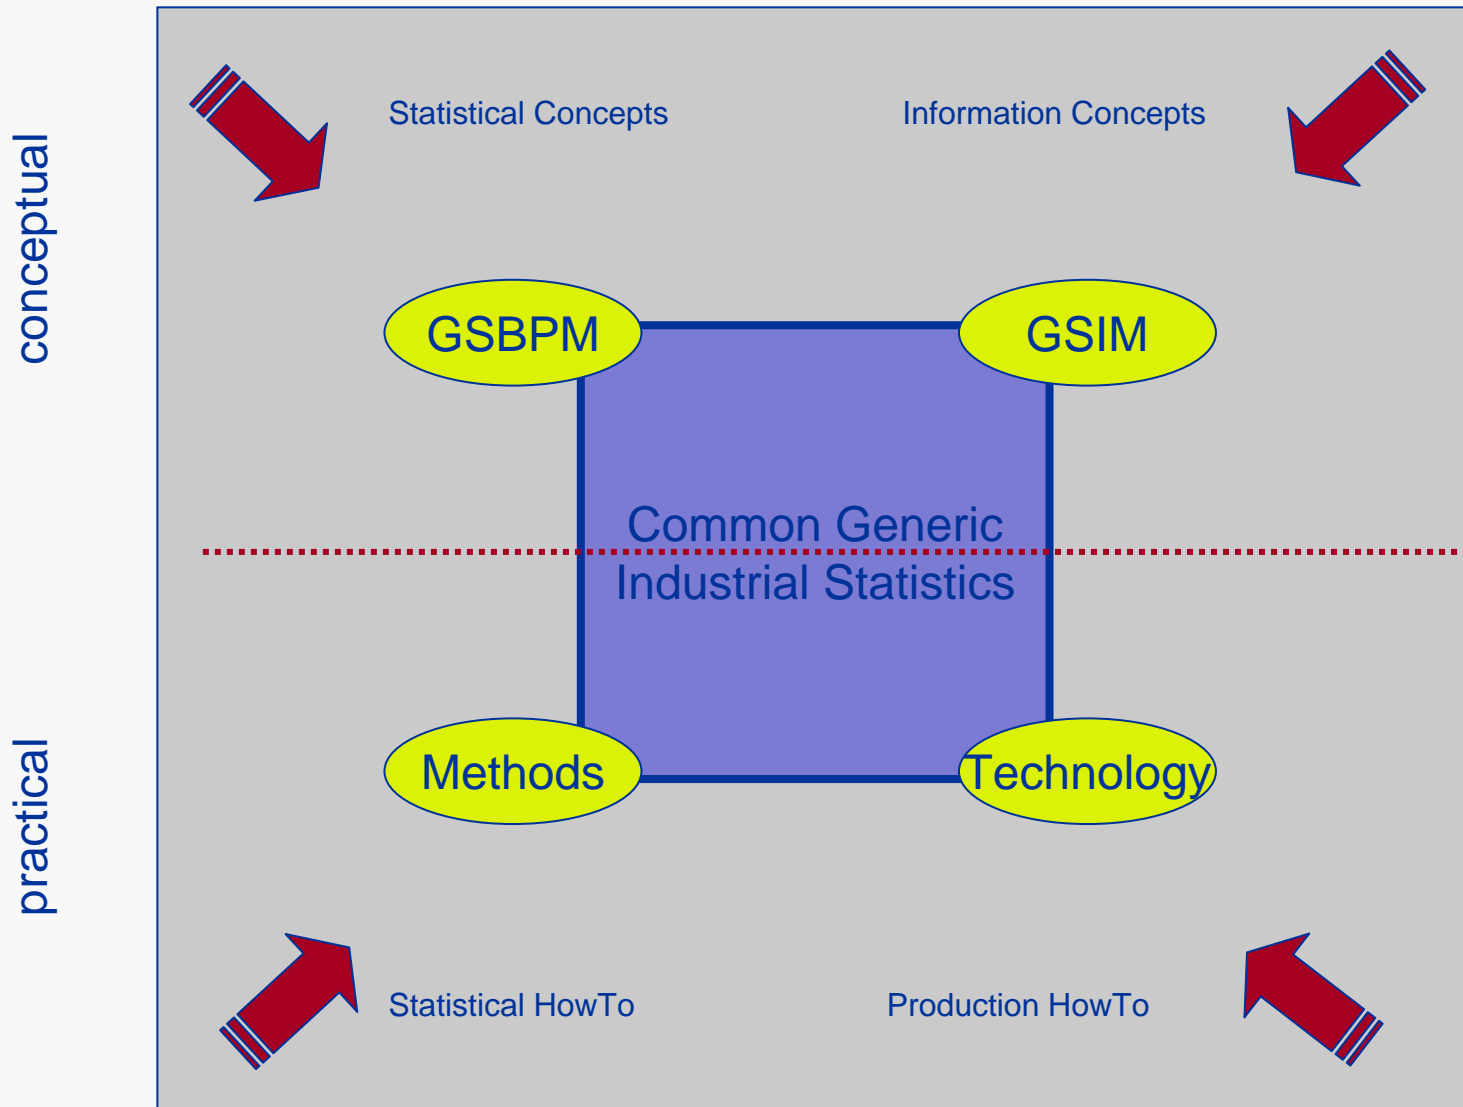 conceptual
Statistical Concepts
Information Concepts
GSBPM
GSIM
Common Generic
Industrial Statistics
practical
Methods
Technology
Statistical HowTo
Production HowTo